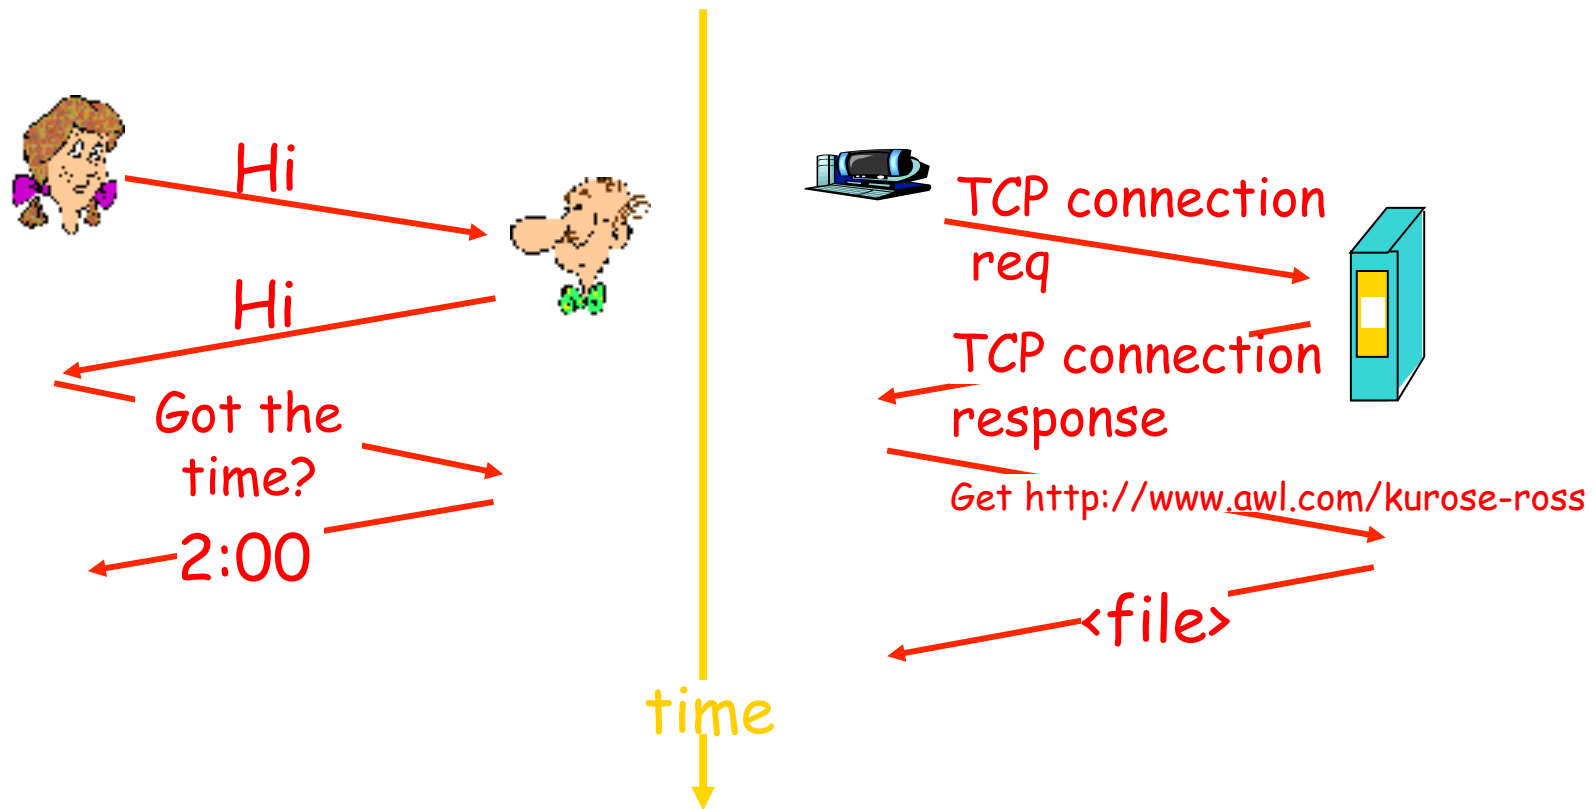 Hi
Hi
Got the
time?
2:00
time
TCP connection
req
TCP connection
response
Get http://www.awl.com/kurose-ross
<file>